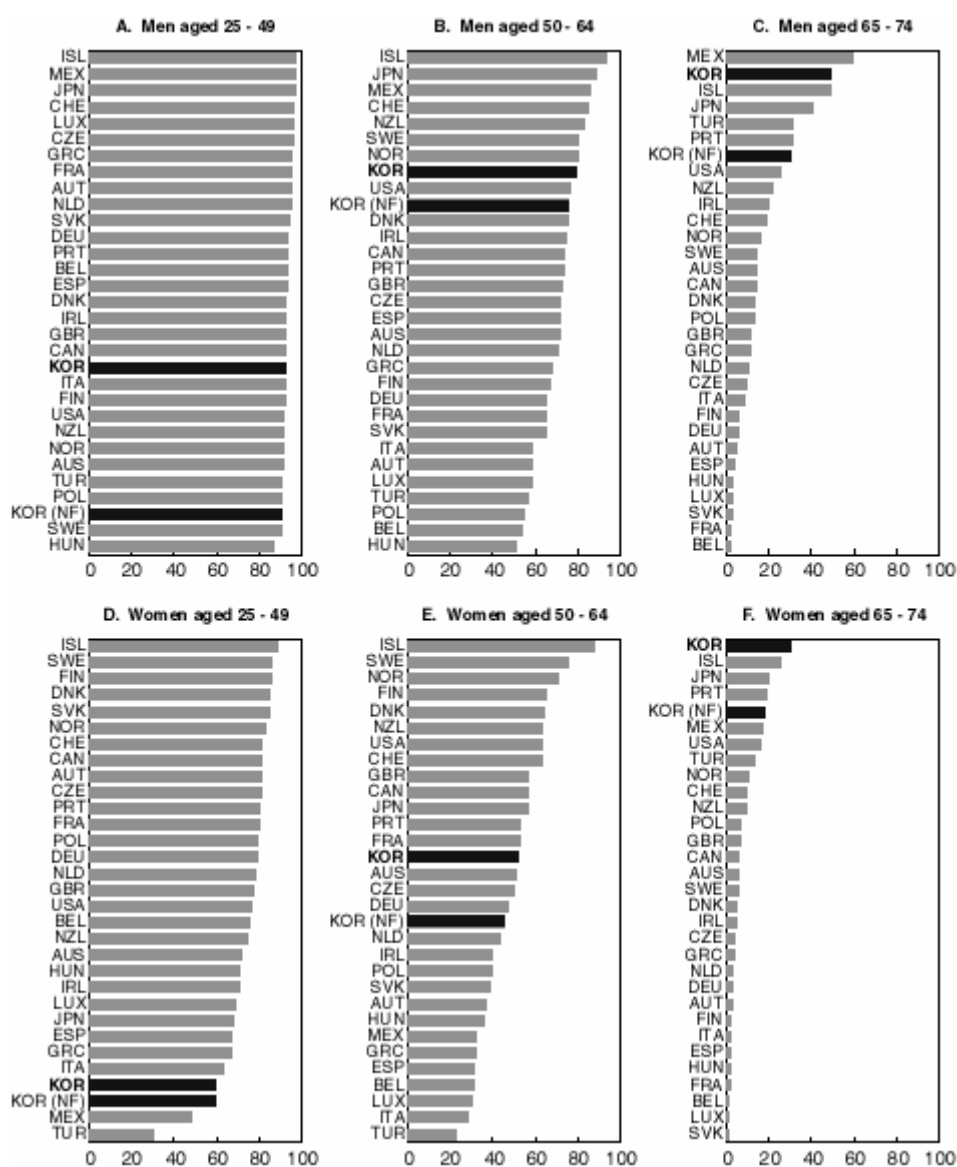 A. Men aged 25 - 49
ISL
MEX
JPN
CHE
LUX
CZE
GRC
FRA
AUT
NLD
SVK
DEU
PRT
BEL
ESP
DNK
IRL
GBR
CAN
KOR
ITA
FIN
USA
NZL
NOR
AUS
TUR
POL
KOR (NF)
SWE
HUN
0 20 40 60 80 100
B. Men aged 50 - 64
ISL
JPN
MEX
CHE
NZL
SWE
NOR
KOR
USA
KOR (NF)
DNK
IRL
CAN
PRT
GBR
CZE
ESP
AUS
NLD
GRC
FIN
DEU
FRA
SVK
ITA
AUT
LUX
TUR
POL
BEL
HUN
0 20 40 60 80 100
C. Men aged 65 - 74
MEX
KOR
ISL
JPN
TUR
PRT
KOR (NF)
USA
NZL
IRL
CHE
NOR
SWE
AUS
CAN
DNK
POL
GBR
GRC
NLD
CZE
ITA
FIN
DEU
AUT
ESP
HUN
LUX
SVK
FRA
BEL
0 20 40 60 80 100
D. Women aged 25 - 49
ISL
SWE
FIN
DNK
SVK
NOR
CHE
CAN
AUT
CZE
PRT
FRA
POL
DEU
NLD
GBR
USA
BEL
NZL
AUS
HUN
IRL
LUX
JPN
ESP
GRC
ITA
KOR
KOR (NF)
MEX
TUR
0 20 40 60 80 100
E. Women aged 50 - 64
ISL
SWE
NOR
FIN
DNK
NZL
USA
CHE
GBR
CAN
JPN
PRT
FRA
KOR
AUS
CZE
DEU
KOR (NF)
NLD
IRL
POL
SVK
AUT
HUN
MEX
GRC
ESP
BEL
LUX
ITA
TUR
0 20 40 60 80 100
F. Women aged 65 - 74
KOR
ISL
JPN
PRT
KOR (NF)
MEX
USA
TUR
NOR
CHE
NZL
POL
GBR
CAN
AUS
SWE
DNK
IRL
CZE
GRC
NLD
DEU
AUT
FIN
ITA
ESP
HUN
FRA
BEL
LUX
SVK
0 20 40 60 80 100